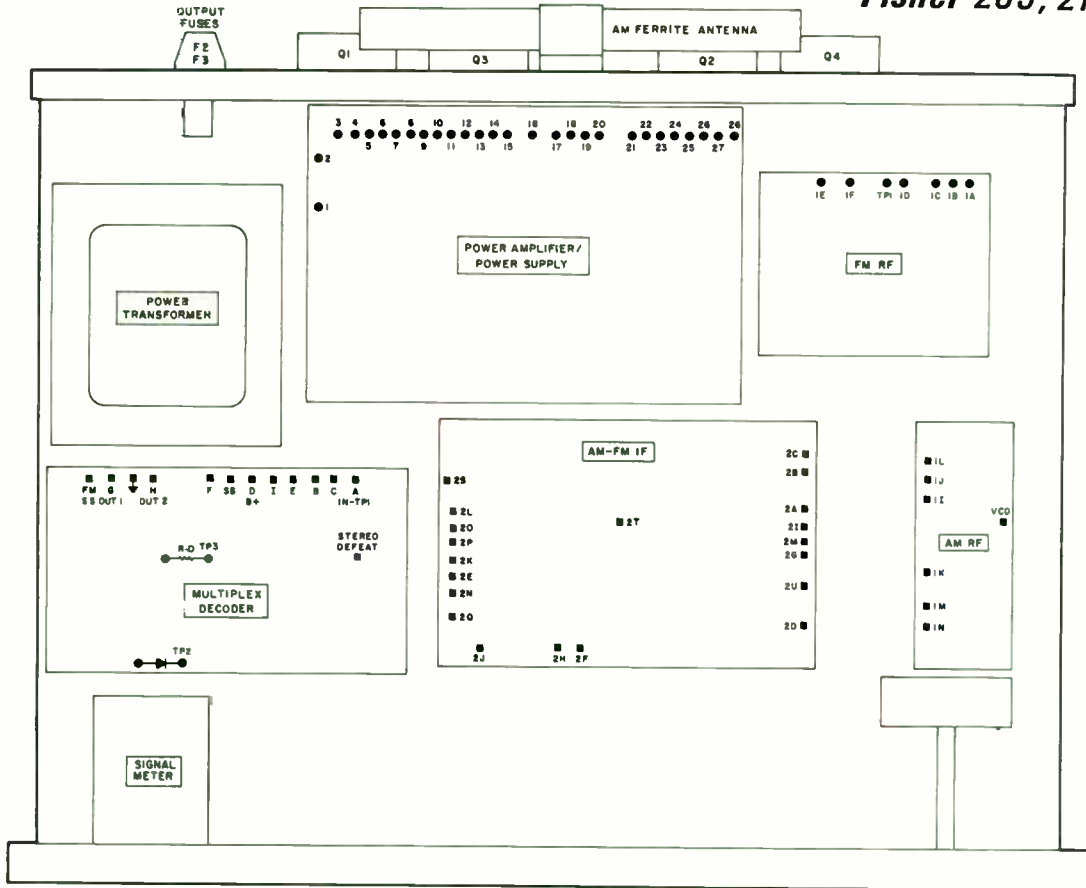 Fisher 205, 21
OUTPUT
FUSES
F2
F3
Q1
Q3
AM FERRITE ANTENNA
Q2
Q4
3 4 6 8 10 12 14 16 18 20 22 24 26 28
5 7 9 11 13 15 17 19 21 23 25 27
2
1
1E 1F TP1 1D 1C 1B 1A
POWER AMPLIFIER/
POWER SUPPLY
FM RF
POWER
TRANSFORMER
AM-FM IF
2C
2B
2S
2L
2O
2P
2K
2E
2N
2Q
2T
2A
2I
2M
2G
2U
2D
2J
2H 2F
1L
1J
1I
VCO
AM RF
1K
1M
1N
FM G H F SS D I E B C A
SS OUT 1 OUT 2 B+ IN-TP1
STEREO
DEFEAT
R-D TP3
MULTIPLEX
DECODER
TP2
SIGNAL
METER